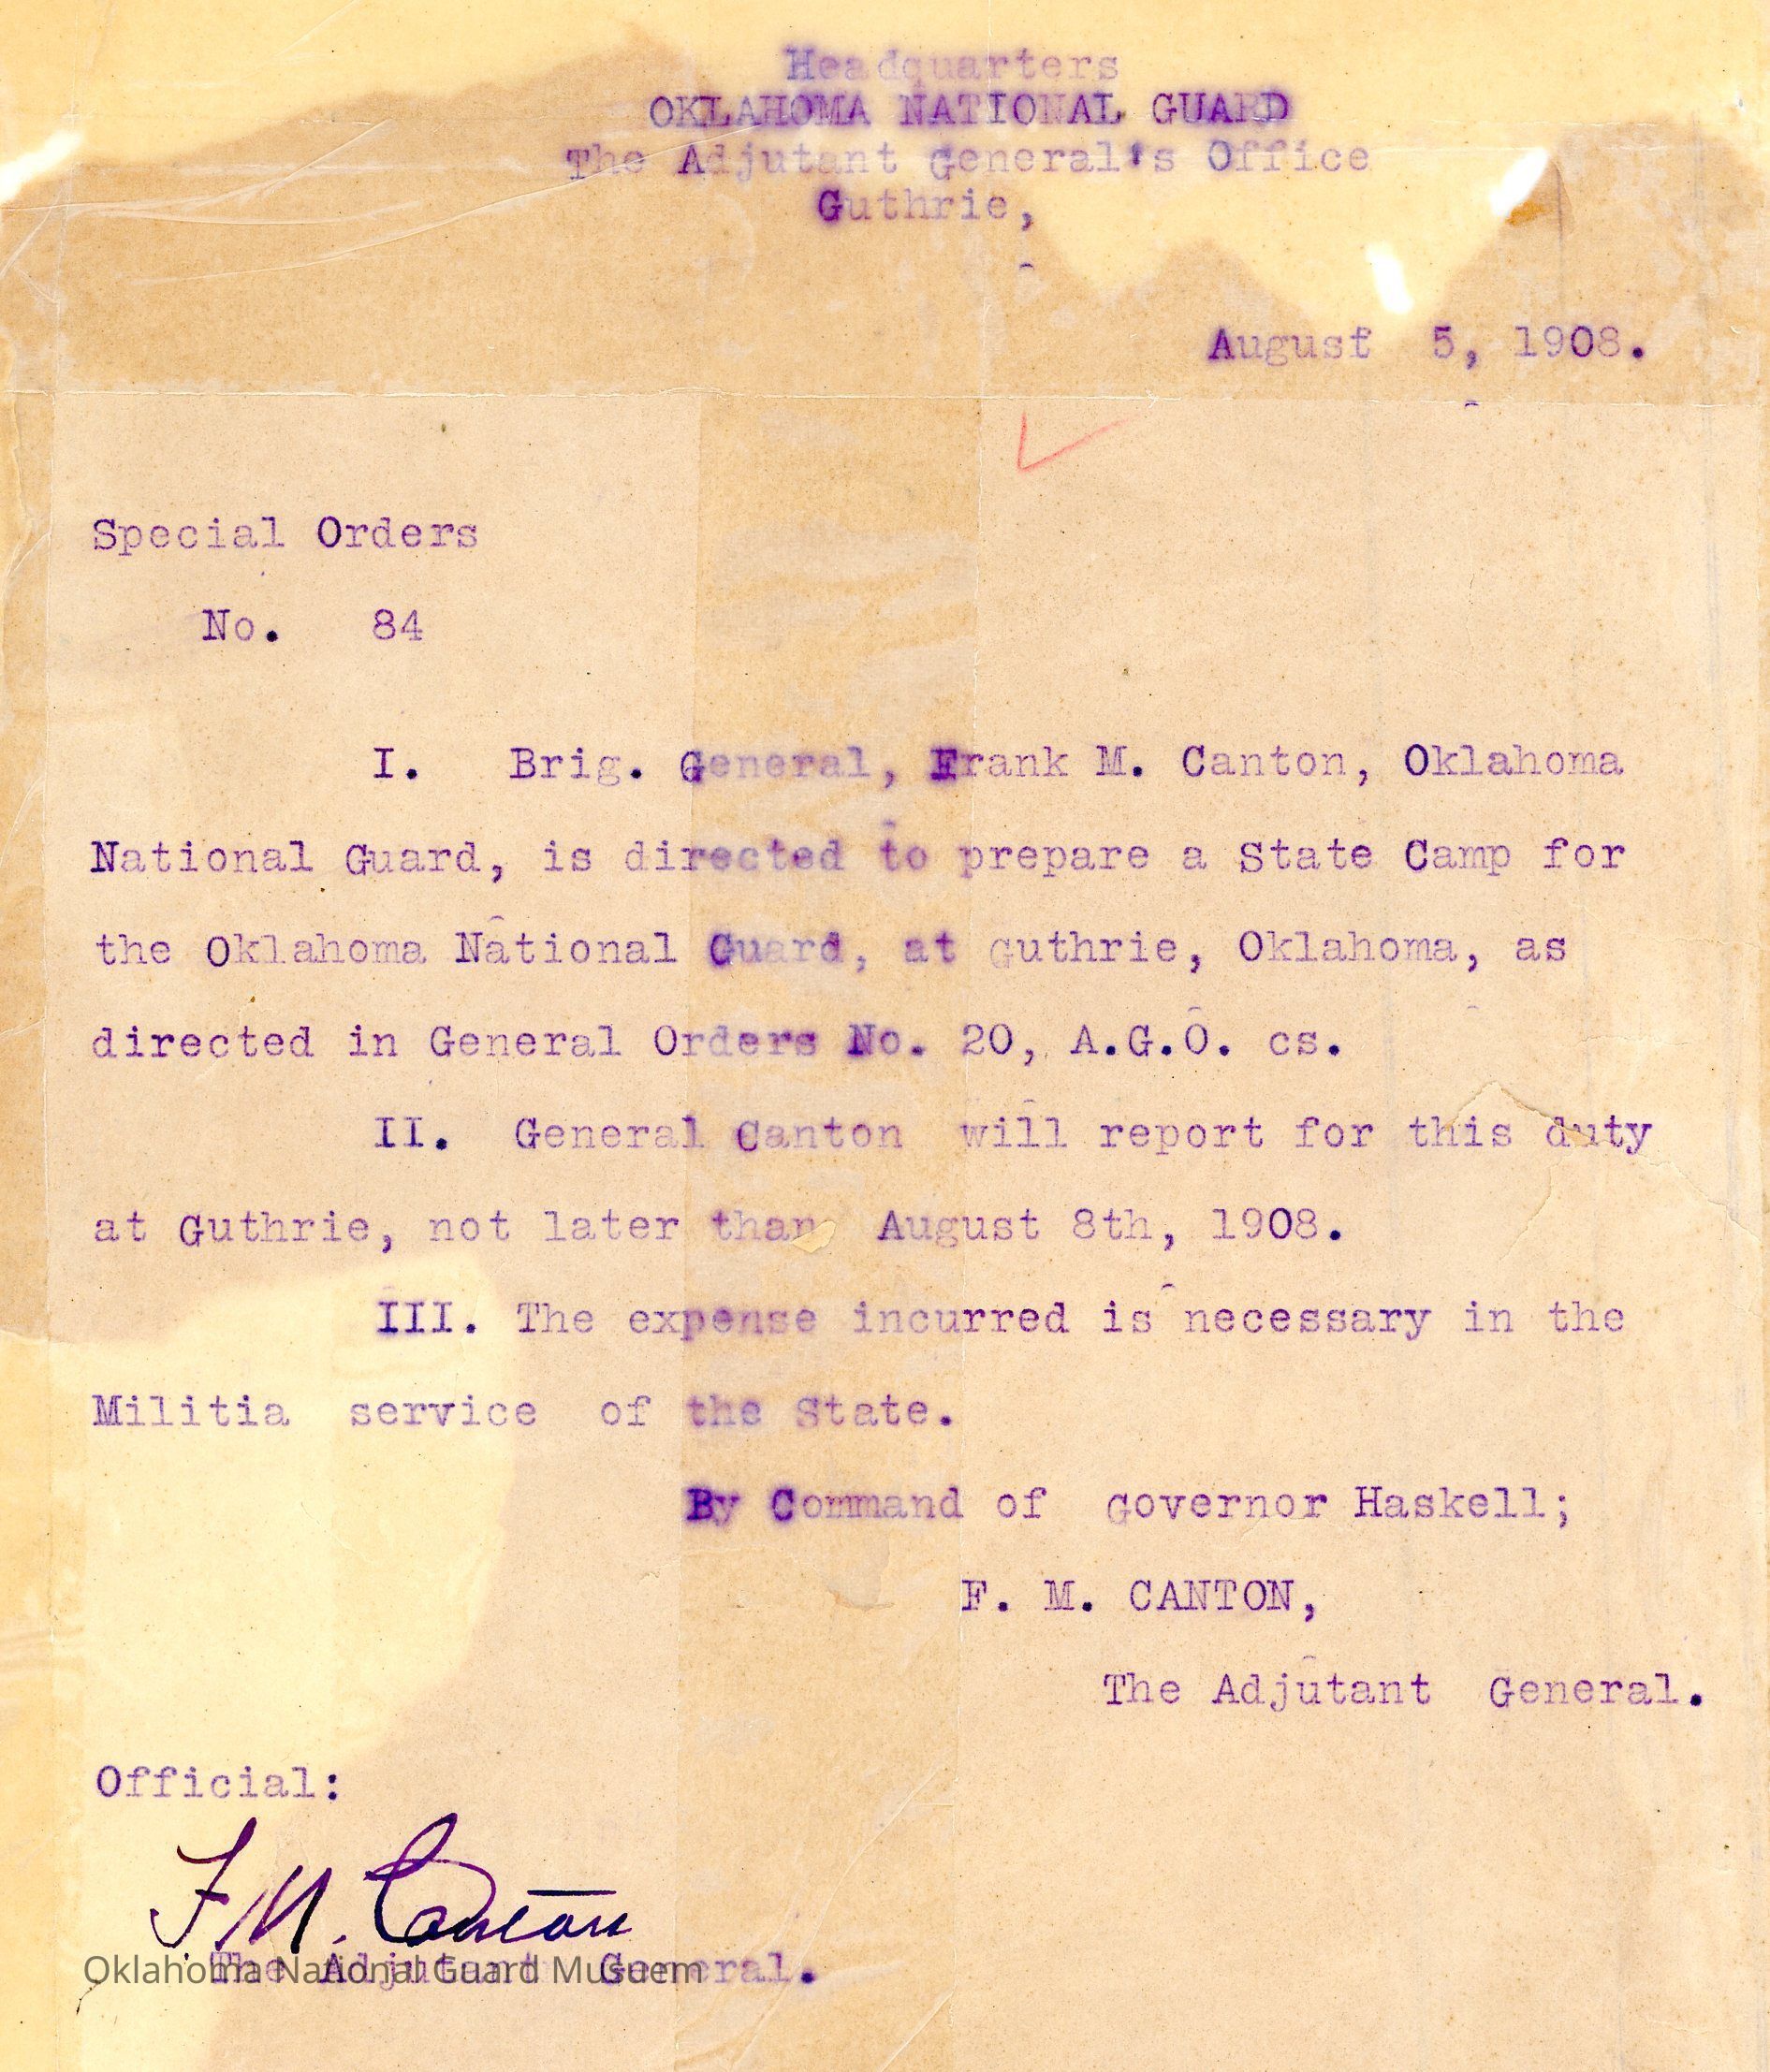 Headquarters
OKLAHOMA NATIONAL GUARD
The Adjutant General's Office
Guthrie,
August 5, 1908.
Special Orders
No. 84
I. Brig. General, Frank M. Canton, Oklahoma
National Guard, is directed to prepare a State Camp for
the Oklahoma National Guard, at Guthrie, Oklahoma, as
directed in General Orders No. 20, A.G.O. cs.
II. General Canton will report for this duty
at Guthrie, not later than August 8th, 1908.
III. The expense incurred is necessary in the
Militia service of the State.
By Command of Governor Haskell;
F. M. CANTON,
The Adjutant General.
Official:
F. M. Canton
The Adjutant General.
Oklahoma National Guard Musuem